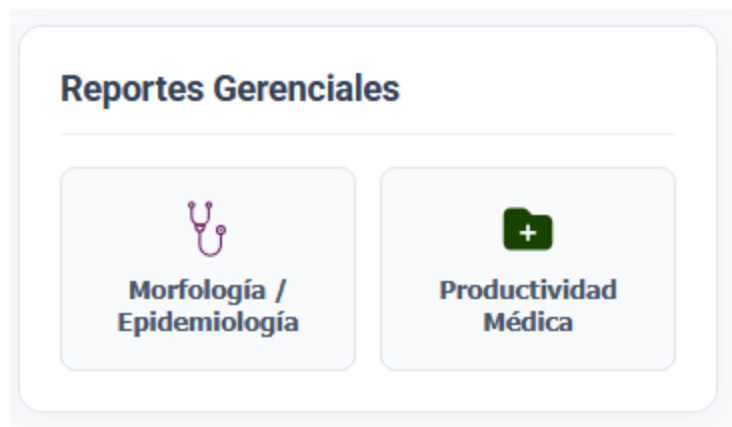 Reportes Gerenciales
Morfología /
Epidemiología
Productividad
Médica